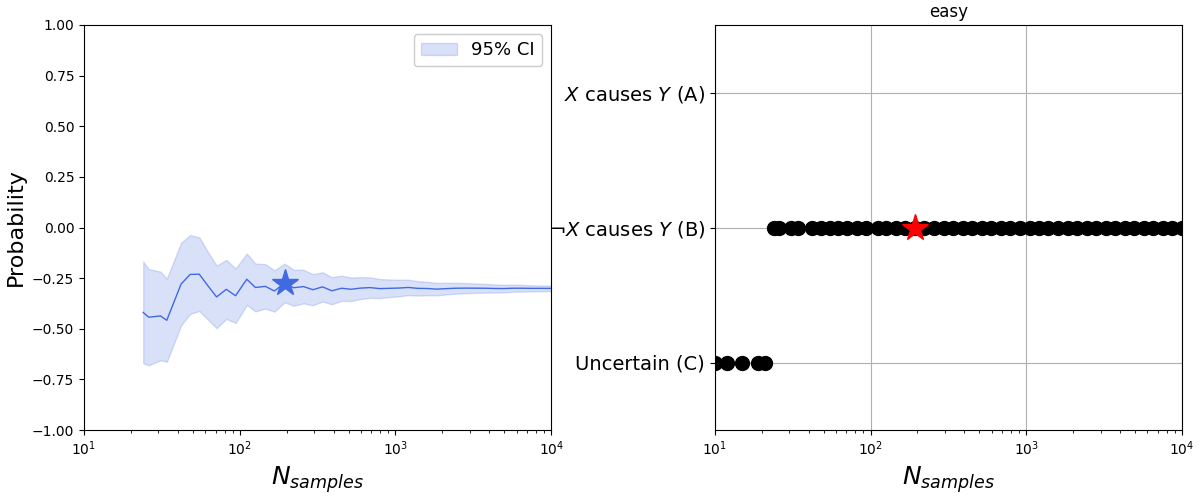 easy
1.00
0.75
0.50
0.25
0.00
−0.25
−0.50
−0.75
−1.00
Probability
95% CI
10¹
10²
10³
10⁴
N_samples
X causes Y (A)
¬X causes Y (B)
Uncertain (C)
10¹
10²
10³
10⁴
N_samples